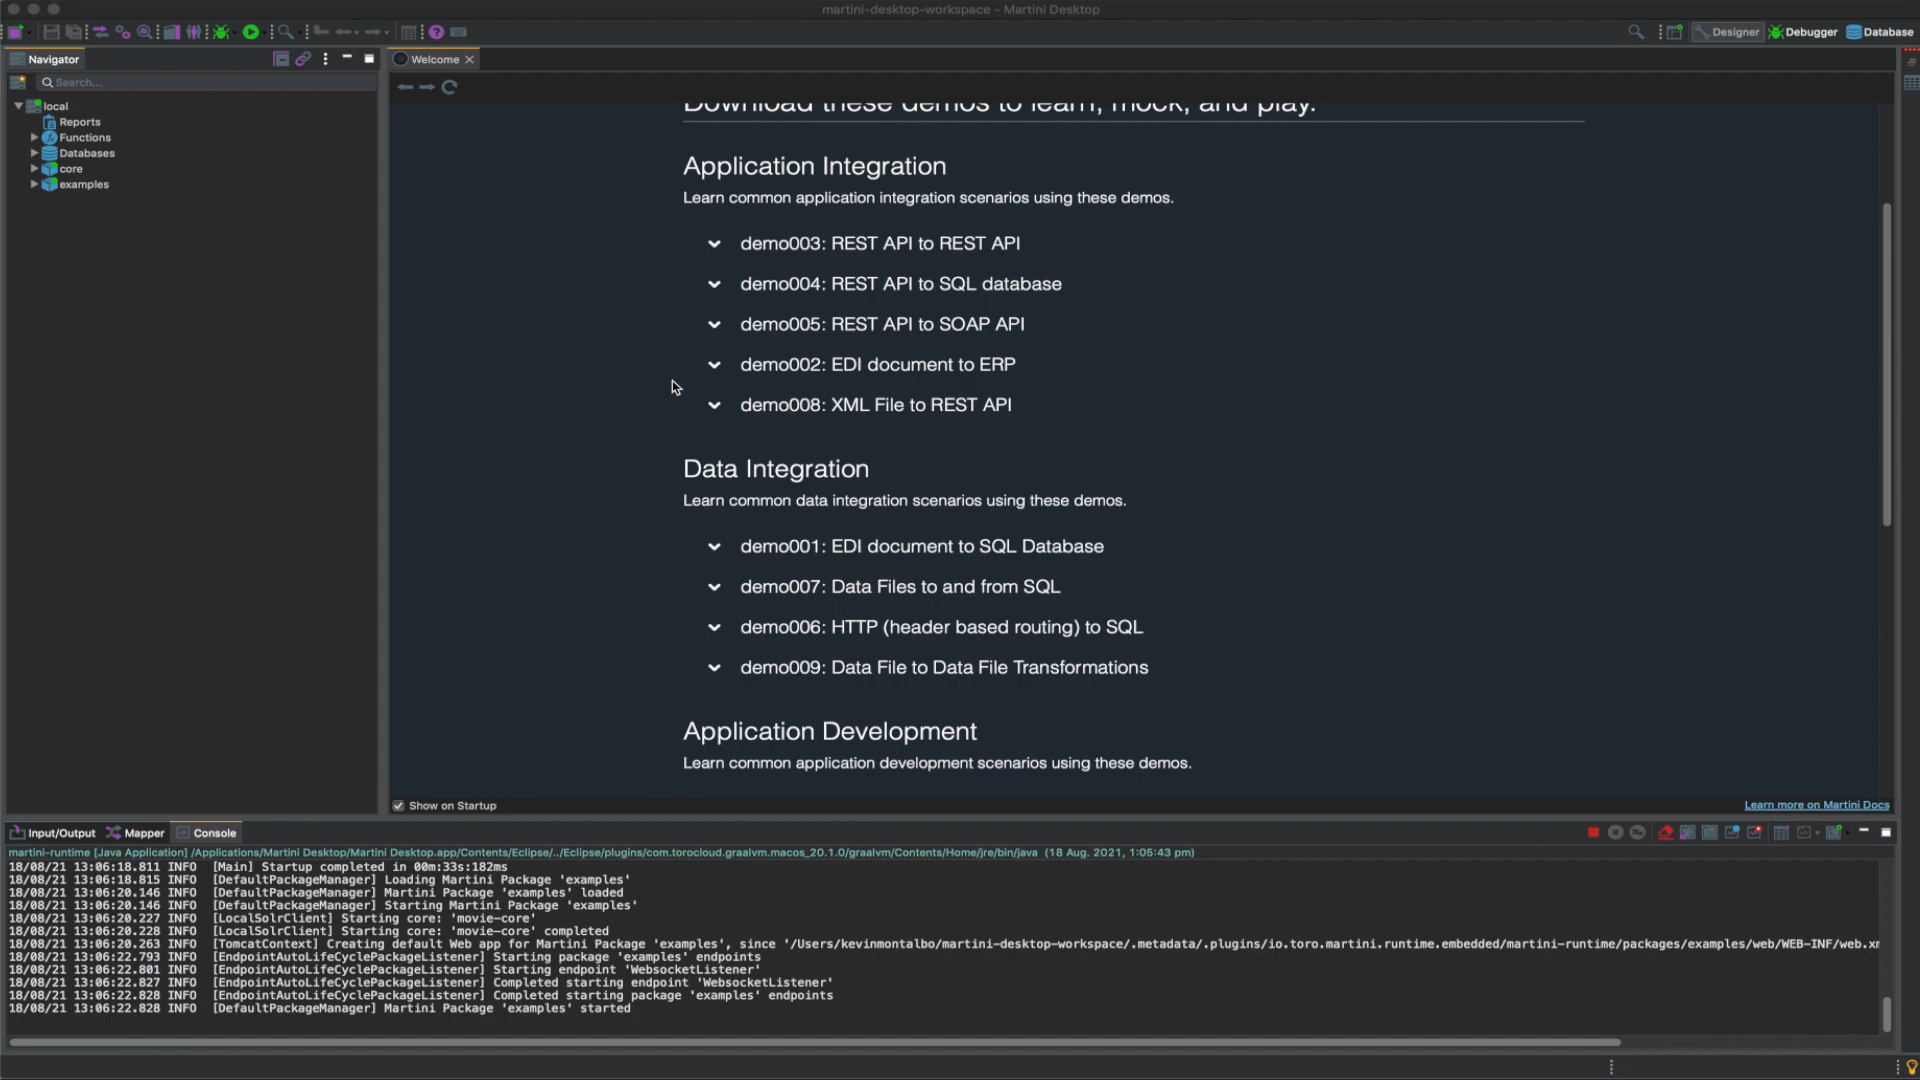 martini-desktop-workspace - Martini Desktop
Designer
Debugger
Database
Navigator
Welcome
Search...
local
Reports
Functions
Databases
core
examples
Download these demos to learn, mock, and play.
Application Integration
Learn common application integration scenarios using these demos.
demo003: REST API to REST API
demo004: REST API to SQL database
demo005: REST API to SOAP API
demo002: EDI document to ERP
demo008: XML File to REST API
Data Integration
Learn common data integration scenarios using these demos.
demo001: EDI document to SQL Database
demo007: Data Files to and from SQL
demo006: HTTP (header based routing) to SQL
demo009: Data File to Data File Transformations
Application Development
Learn common application development scenarios using these demos.
Show on Startup
Learn more on Martini Docs
Input/Output
Mapper
Console
martini-runtime [Java Application] /Applications/Martini Desktop/Martini Desktop.app/Contents/Eclipse/../Eclipse/plugins/com.torocloud.graalvm.macos_20.1.0/graalvm/Contents/Home/jre/bin/java (18 Aug. 2021, 1:05:43 pm)
18/08/21 13:06:18.811 INFO [Main] Startup completed in 00m:33s:182ms
18/08/21 13:06:18.815 INFO [DefaultPackageManager] Loading Martini Package 'examples'
18/08/21 13:06:20.146 INFO [DefaultPackageManager] Martini Package 'examples' loaded
18/08/21 13:06:20.146 INFO [DefaultPackageManager] Starting Martini Package 'examples'
18/08/21 13:06:20.227 INFO [LocalSolrClient] Starting core: 'movie-core'
18/08/21 13:06:20.228 INFO [LocalSolrClient] Starting core: 'movie-core' completed
18/08/21 13:06:20.263 INFO [TomcatContext] Creating default Web app for Martini Package 'examples', since '/Users/kevinmontalbo/martini-desktop-workspace/.metadata/.plugins/io.toro.martini.runtime.embedded/martini-runtime/packages/examples/web/WEB-INF/web.xm
18/08/21 13:06:22.793 INFO [EndpointAutoLifeCyclePackageListener] Starting package 'examples' endpoints
18/08/21 13:06:22.801 INFO [EndpointAutoLifeCyclePackageListener] Starting endpoint 'WebsocketListener'
18/08/21 13:06:22.827 INFO [EndpointAutoLifeCyclePackageListener] Completed starting endpoint 'WebsocketListener'
18/08/21 13:06:22.828 INFO [EndpointAutoLifeCyclePackageListener] Completed starting package 'examples' endpoints
18/08/21 13:06:22.828 INFO [DefaultPackageManager] Martini Package 'examples' started